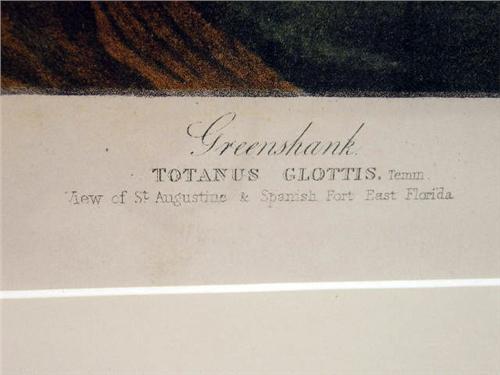 Greenshank.
TOTANUS GLOTTIS. Temm.
View of St. Augustine & Spanish Fort East Florida